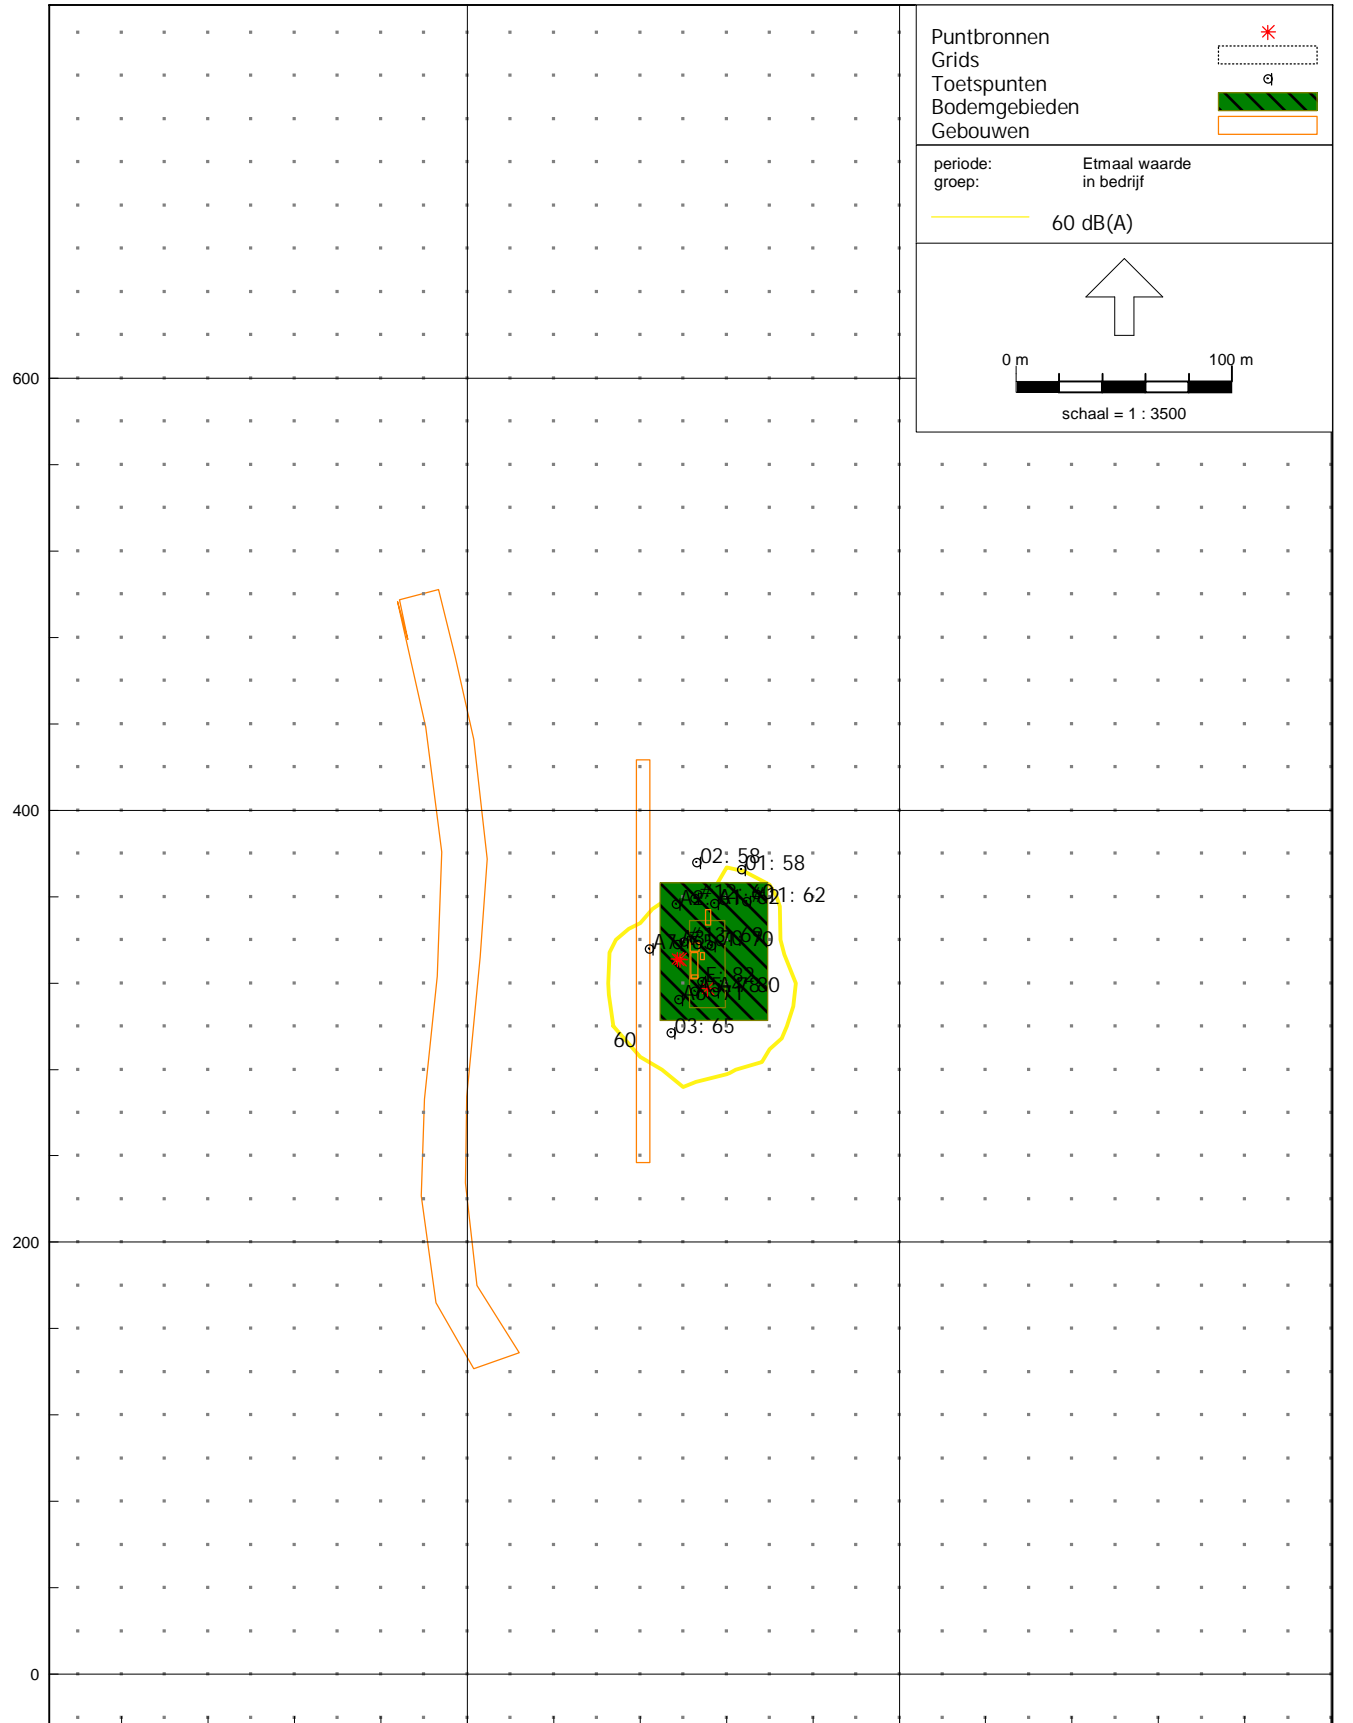 Puntbronnen
Grids
Toetspunten
Bodemgebieden
Gebouwen
periode: Etmaal waarde
groep: in bedrijf
60 dB(A)
0 m 100 m
schaal = 1 : 3500
600
400
02: 58
01: 58
62
60
03: 65
200
0